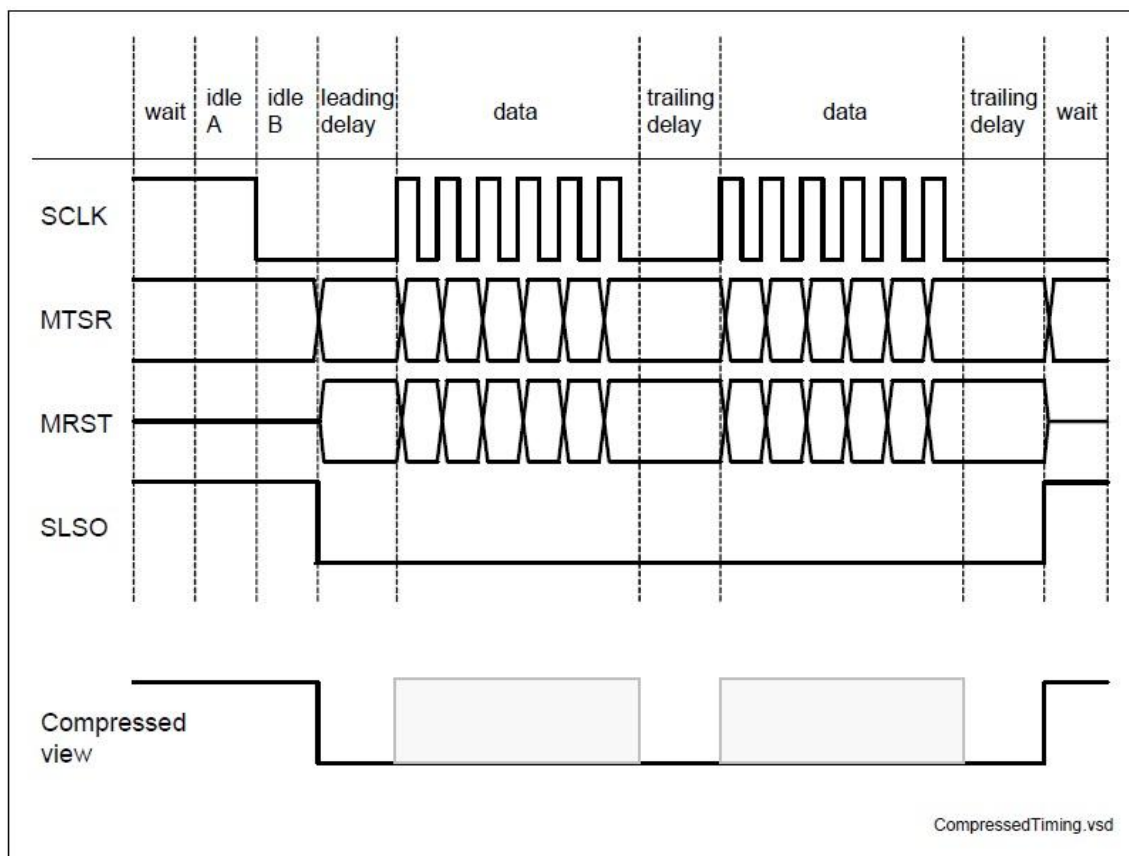 wait
idle
A
idle
B
leading
delay
data
trailing
delay
data
trailing
delay
wait
SCLK
MTSR
MRST
SLSO
Compressed
view
CompressedTiming.vsd